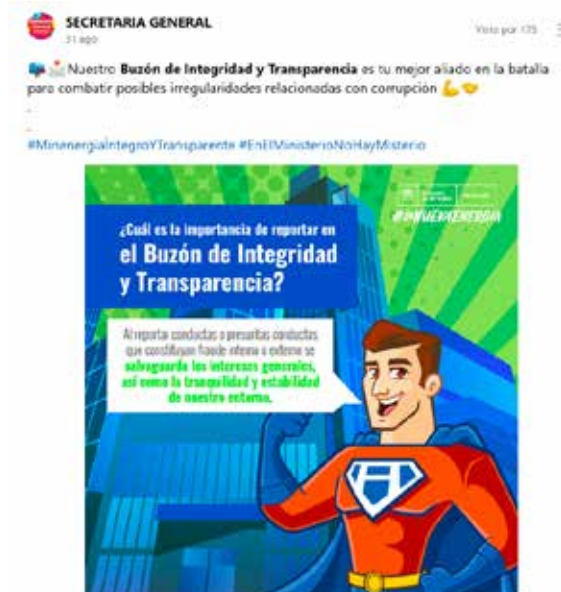 SECRETARIA GENERAL
31 ago
Visto por 175
Nuestro Buzón de Integridad y Transparencia es tu mejor aliado en la batalla
para combatir posibles irregularidades relacionadas con corrupción
.
.
#MinenergiaIntegroYTransparente #EnElMinisterioNoHayMisterio
#UNANUEVAENERGÍA
¿Cuál es la importancia de reportar en
el Buzón de Integridad
y Transparencia?
Al reportar conductas o presuntas conductas
que constituyan fraude interno o externo se
salvaguarda los intereses generales,
así como la tranquilidad y estabilidad
de nuestro entorno.